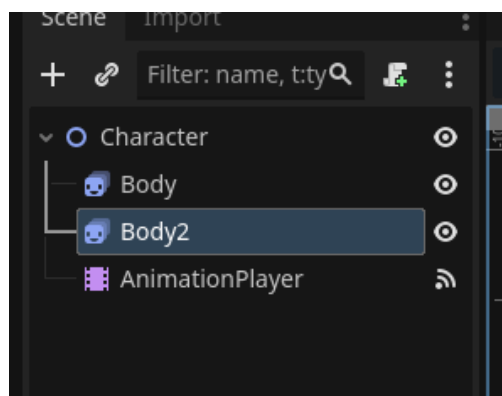 Scene Import
Filter: name, t:ty
Character
Body
Body2
AnimationPlayer